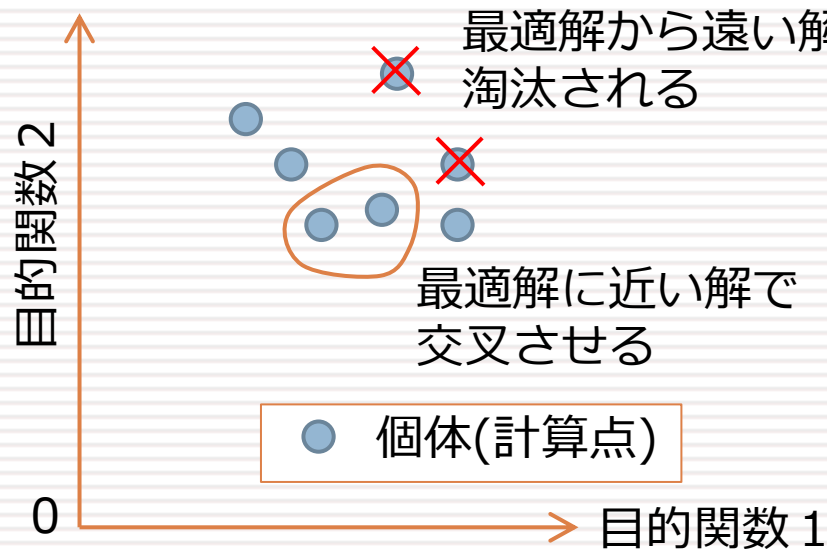 最適解から遠い解
淘汰される
目的関数２
最適解に近い解で
交叉させる
個体(計算点)
0
目的関数１